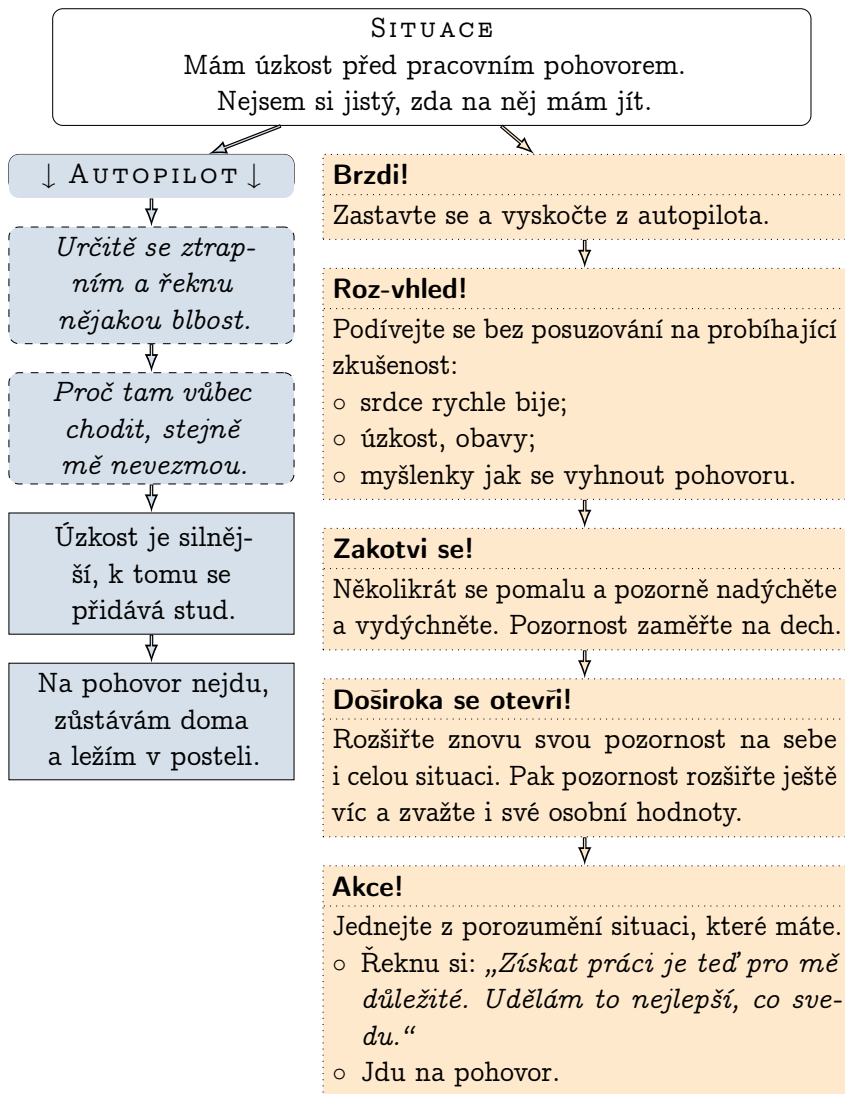 Situace
Mám úzkost před pracovním pohovorem.
Nejsem si jistý, zda na něj mám jít.
↓ Autopilot ↓
Určitě se ztrap-
ním a řeknu
nějakou blbost.
Proč tam vůbec
chodit, stejně
mě nevezmou.
Úzkost je silněj-
ší, k tomu se
přidává stud.
Na pohovor nejdu,
zůstávám doma
a ležím v posteli.
Brzdi!
Zastavte se a vyskočte z autopilota.
Roz-vhled!
Podívejte se bez posuzování na probíhající
zkušenost:
◦ srdce rychle bije;
◦ úzkost, obavy;
◦ myšlenky jak se vyhnout pohovoru.
Zakotvi se!
Několikrát se pomalu a pozorně nadýchěte
a vydýchněte. Pozornost zaměřte na dech.
Doširoka se otevři!
Rozšiřte znovu svou pozornost na sebe
i celou situaci. Pak pozornost rozšiřte ještě
víc a zvažte i své osobní hodnoty.
Akce!
Jednejte z porozumění situaci, které máte.
◦ Řeknu si: „Získat práci je teď pro mě
důležité. Udělám to nejlepší, co sve-
du.“
◦ Jdu na pohovor.